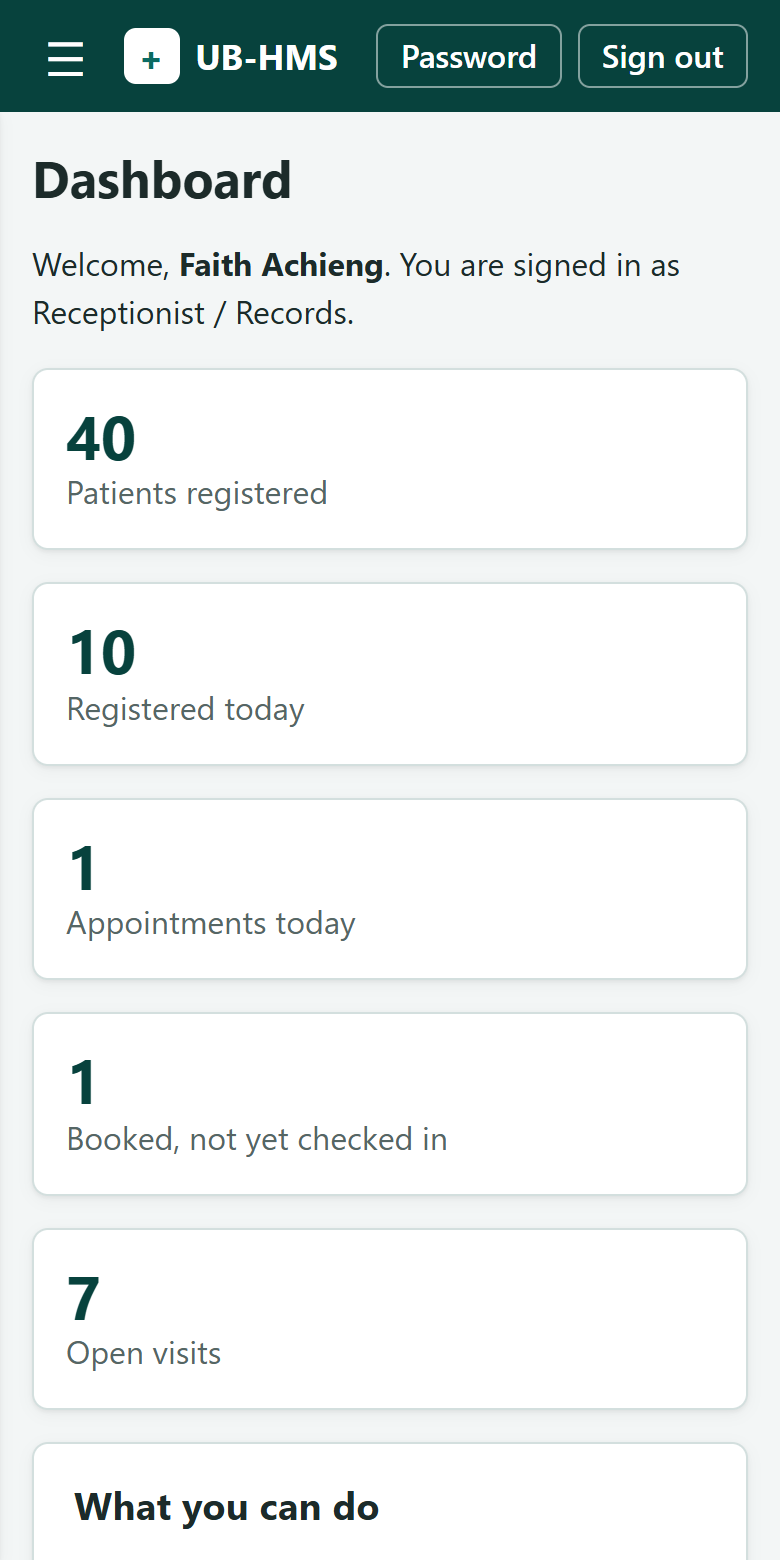 ☰ + UB-HMS Password Sign out
Dashboard
Welcome, Faith Achieng. You are signed in as
Receptionist / Records.
40
Patients registered
10
Registered today
1
Appointments today
1
Booked, not yet checked in
7
Open visits
What you can do